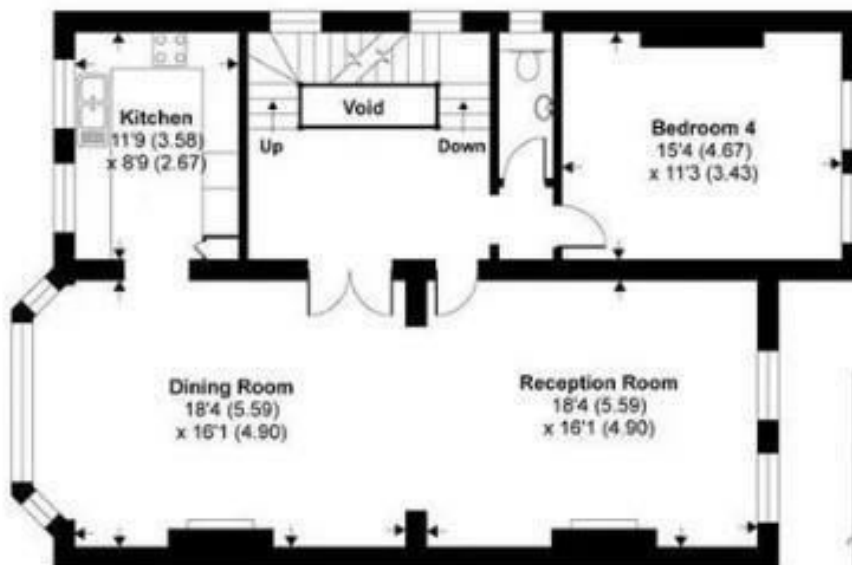 Kitchen
11'9 (3.58)
x 8'9 (2.67)
Void
Up
Down
Bedroom 4
15'4 (4.67)
x 11'3 (3.43)
Dining Room
18'4 (5.59)
x 16'1 (4.90)
Reception Room
18'4 (5.59)
x 16'1 (4.90)